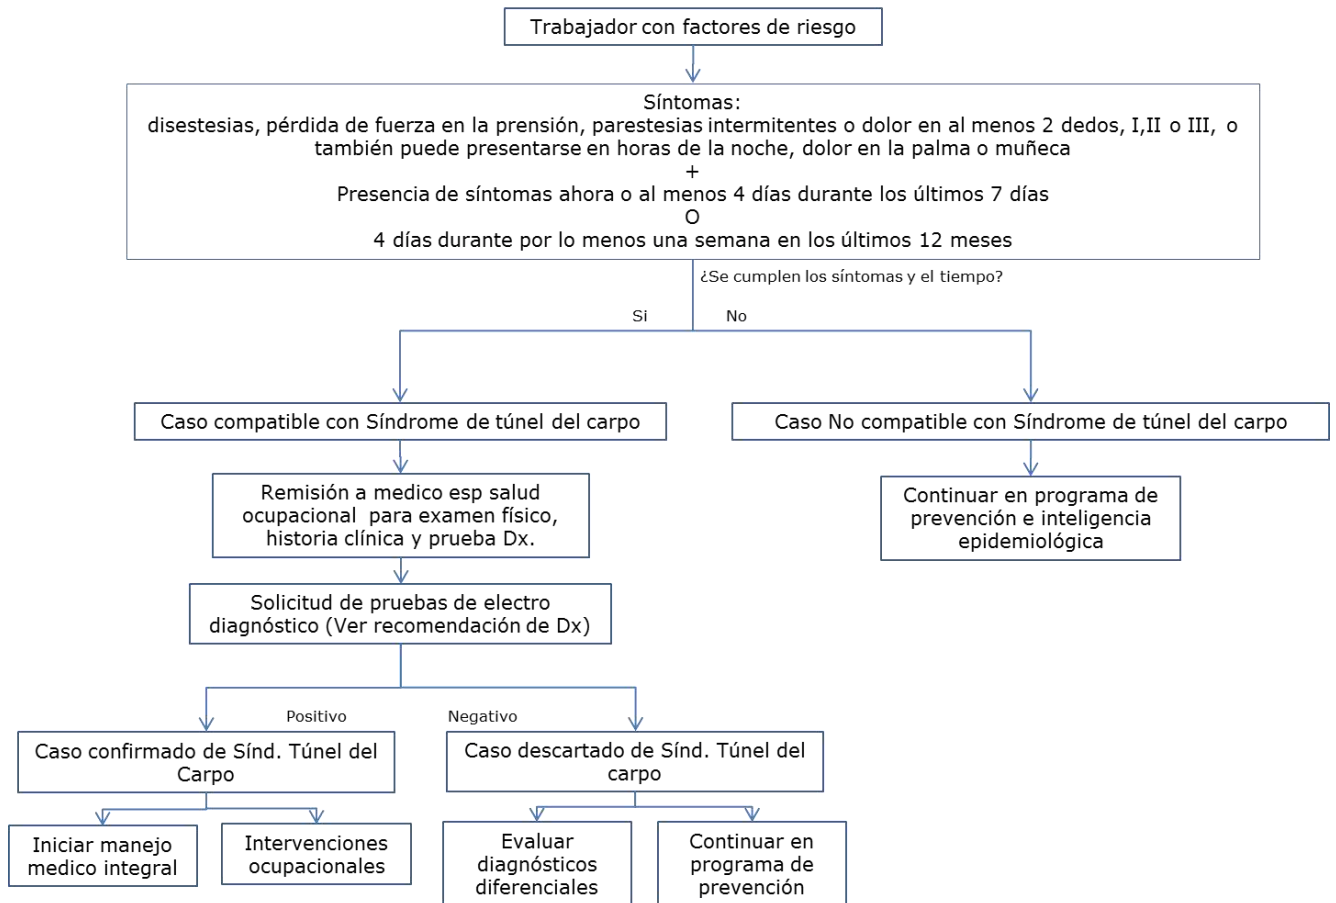 Trabajador con factores de riesgo
Síntomas:
disestesias, pérdida de fuerza en la prensión, parestesias intermitentes o dolor en al menos 2 dedos, I,II o III, o
también puede presentarse en horas de la noche, dolor en la palma o muñeca
+
Presencia de síntomas ahora o al menos 4 días durante los últimos 7 días
O
4 días durante por lo menos una semana en los últimos 12 meses
¿Se cumplen los síntomas y el tiempo?
Si
No
Caso compatible con Síndrome de túnel del carpo
Caso No compatible con Síndrome de túnel del carpo
Remisión a medico esp salud
ocupacional para examen físico,
historia clínica y prueba Dx.
Continuar en programa de
prevención e inteligencia
epidemiológica
Solicitud de pruebas de electro
diagnóstico (Ver recomendación de Dx)
Positivo
Negativo
Caso confirmado de Sínd. Túnel del
Carpo
Caso descartado de Sínd. Túnel del
carpo
Iniciar manejo
medico integral
Intervenciones
ocupacionales
Evaluar
diagnósticos
diferenciales
Continuar en
programa de
prevención